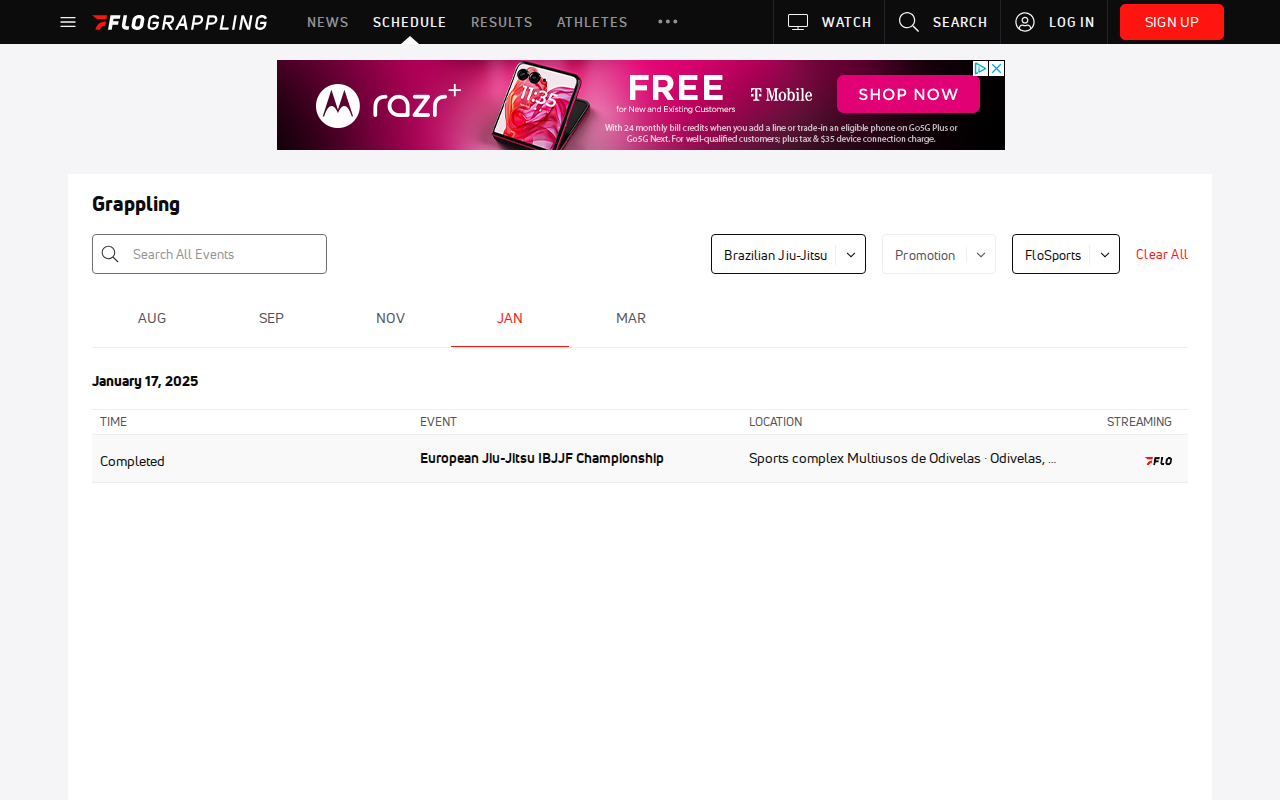 FLOGRAPPLING
NEWS
SCHEDULE
RESULTS
ATHLETES
WATCH
SEARCH
LOG IN
SIGN UP
razr+
11:35
FREE
for New and Existing Customers
T Mobile
SHOP NOW
With 24 monthly bill credits when you add a line or trade-in an eligible phone on Go5G Plus or
Go5G Next. For well-qualified customers; plus tax & $35 device connection charge.
Grappling
Search All Events
Brazilian Jiu-Jitsu
Promotion
FloSports
Clear All
AUG
SEP
NOV
JAN
MAR
January 17, 2025
TIME
EVENT
LOCATION
STREAMING
Completed
European Jiu-Jitsu IBJJF Championship
Sports complex Multiusos de Odivelas · Odivelas, ...
FLO